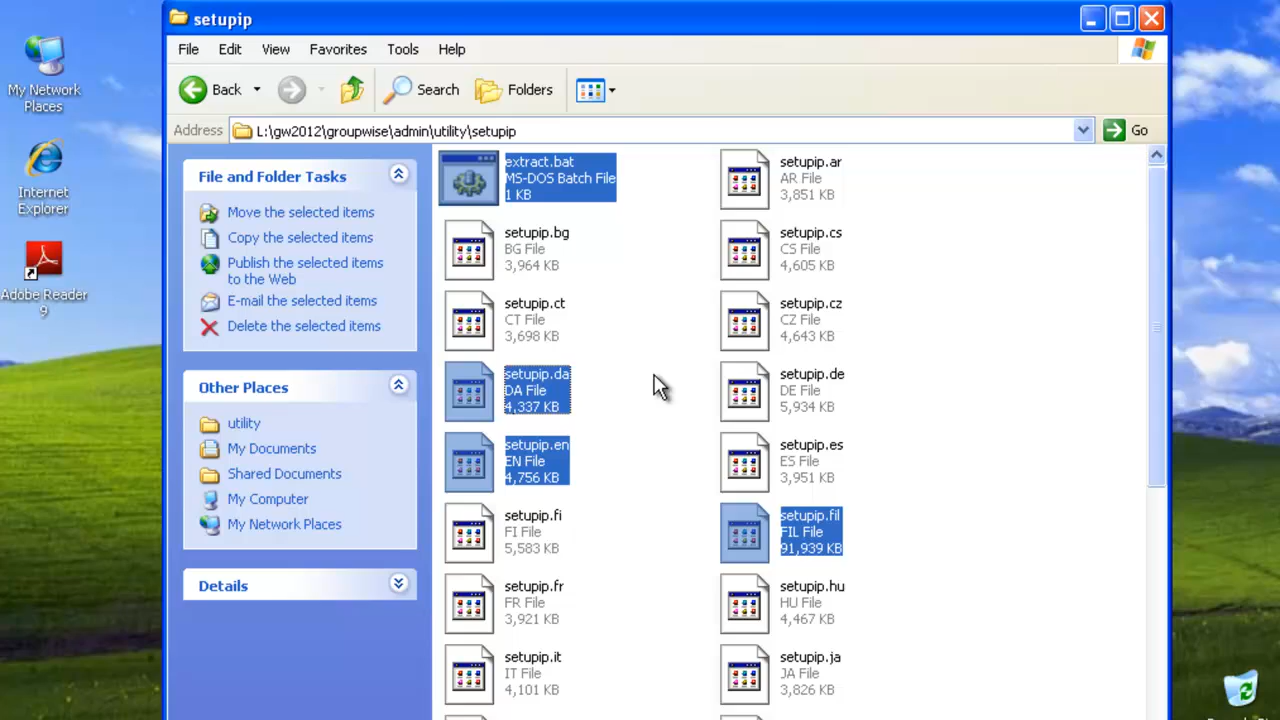 setupip
File Edit View Favorites Tools Help
Back Search Folders
Address L:\gw2012\groupwise\admin\utility\setupip Go
My Network
Places
Internet
Explorer
Adobe Reader
9
File and Folder Tasks
Move the selected items
Copy the selected items
Publish the selected items
to the Web
E-mail the selected items
Delete the selected items
Other Places
utility
My Documents
Shared Documents
My Computer
My Network Places
Details
extract.bat
MS-DOS Batch File
1 KB
setupip.ar
AR File
3,851 KB
setupip.bg
BG File
3,964 KB
setupip.cs
CS File
4,605 KB
setupip.ct
CT File
3,698 KB
setupip.cz
CZ File
4,643 KB
setupip.da
DA File
4,337 KB
setupip.de
DE File
5,934 KB
setupip.en
EN File
4,756 KB
setupip.es
ES File
3,951 KB
setupip.fi
FI File
5,583 KB
setupip.fil
FIL File
91,939 KB
setupip.fr
FR File
3,921 KB
setupip.hu
HU File
4,467 KB
setupip.it
IT File
4,101 KB
setupip.ja
JA File
3,826 KB